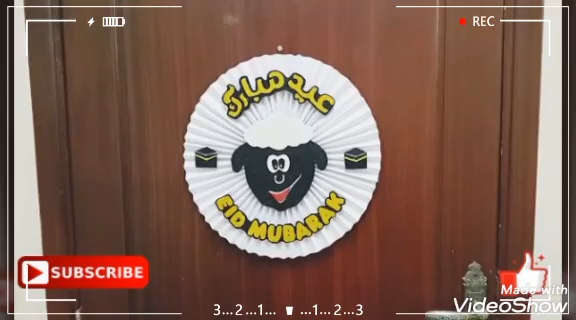 REC
عيد مبارك
EID MUBARAK
SUBSCRIBE
Made with
VideoShow
3...2...1... ...1...2...3